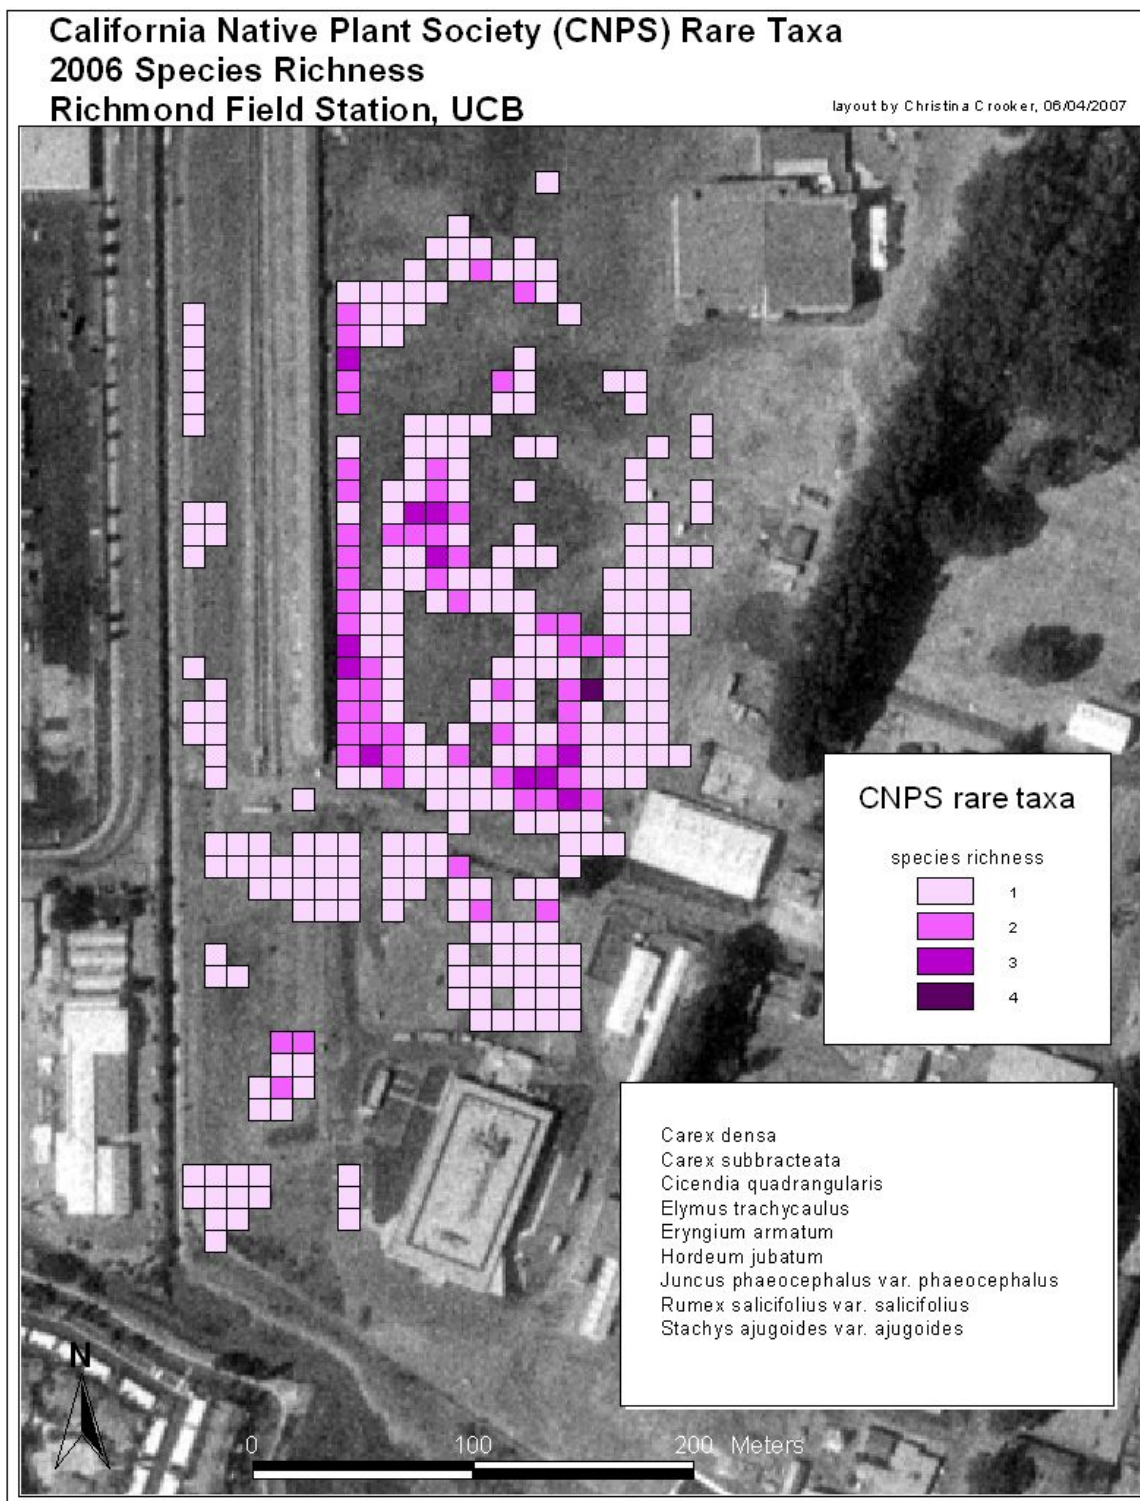 California Native Plant Society (CNPS) Rare Taxa
2006 Species Richness
Richmond Field Station, UCB
layout by Christina Crooker, 06/04/2007
CNPS rare taxa
species richness
1
2
3
4
Carex densa
Carex subbracteata
Cicendia quadrangularis
Elymus trachycaulus
Eryngium armatum
Hordeum jubatum
Juncus phaeocephalus var. phaeocephalus
Rumex salicifolius var. salicifolius
Stachys ajugoides var. ajugoides
N
0 100 200 Meters